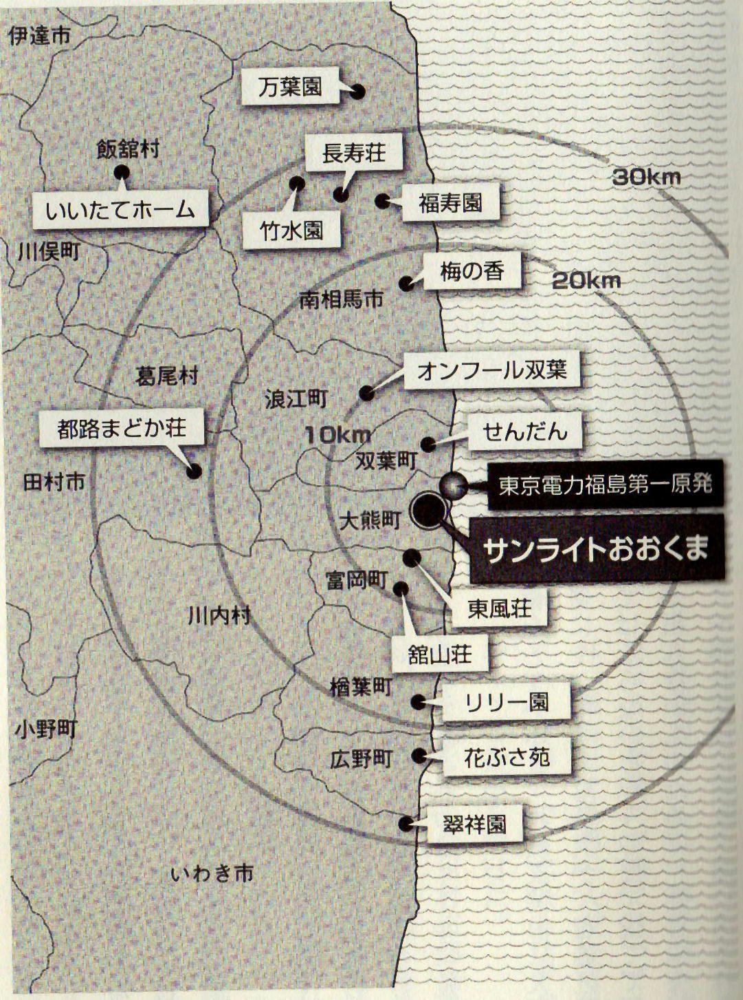 伊達市
万葉園
飯舘村
長寿荘
30km
いいたてホーム
福寿園
竹水園
川俣町
梅の香
20km
南相馬市
オンフール双葉
葛尾村
浪江町
都路まどか荘
10km
せんだん
双葉町
田村市
東京電力福島第一原発
大熊町
サンライトおおくま
富岡町
東風荘
川内村
舘山荘
楢葉町
リリー園
小野町
広野町
花ぶさ苑
翠祥園
いわき市